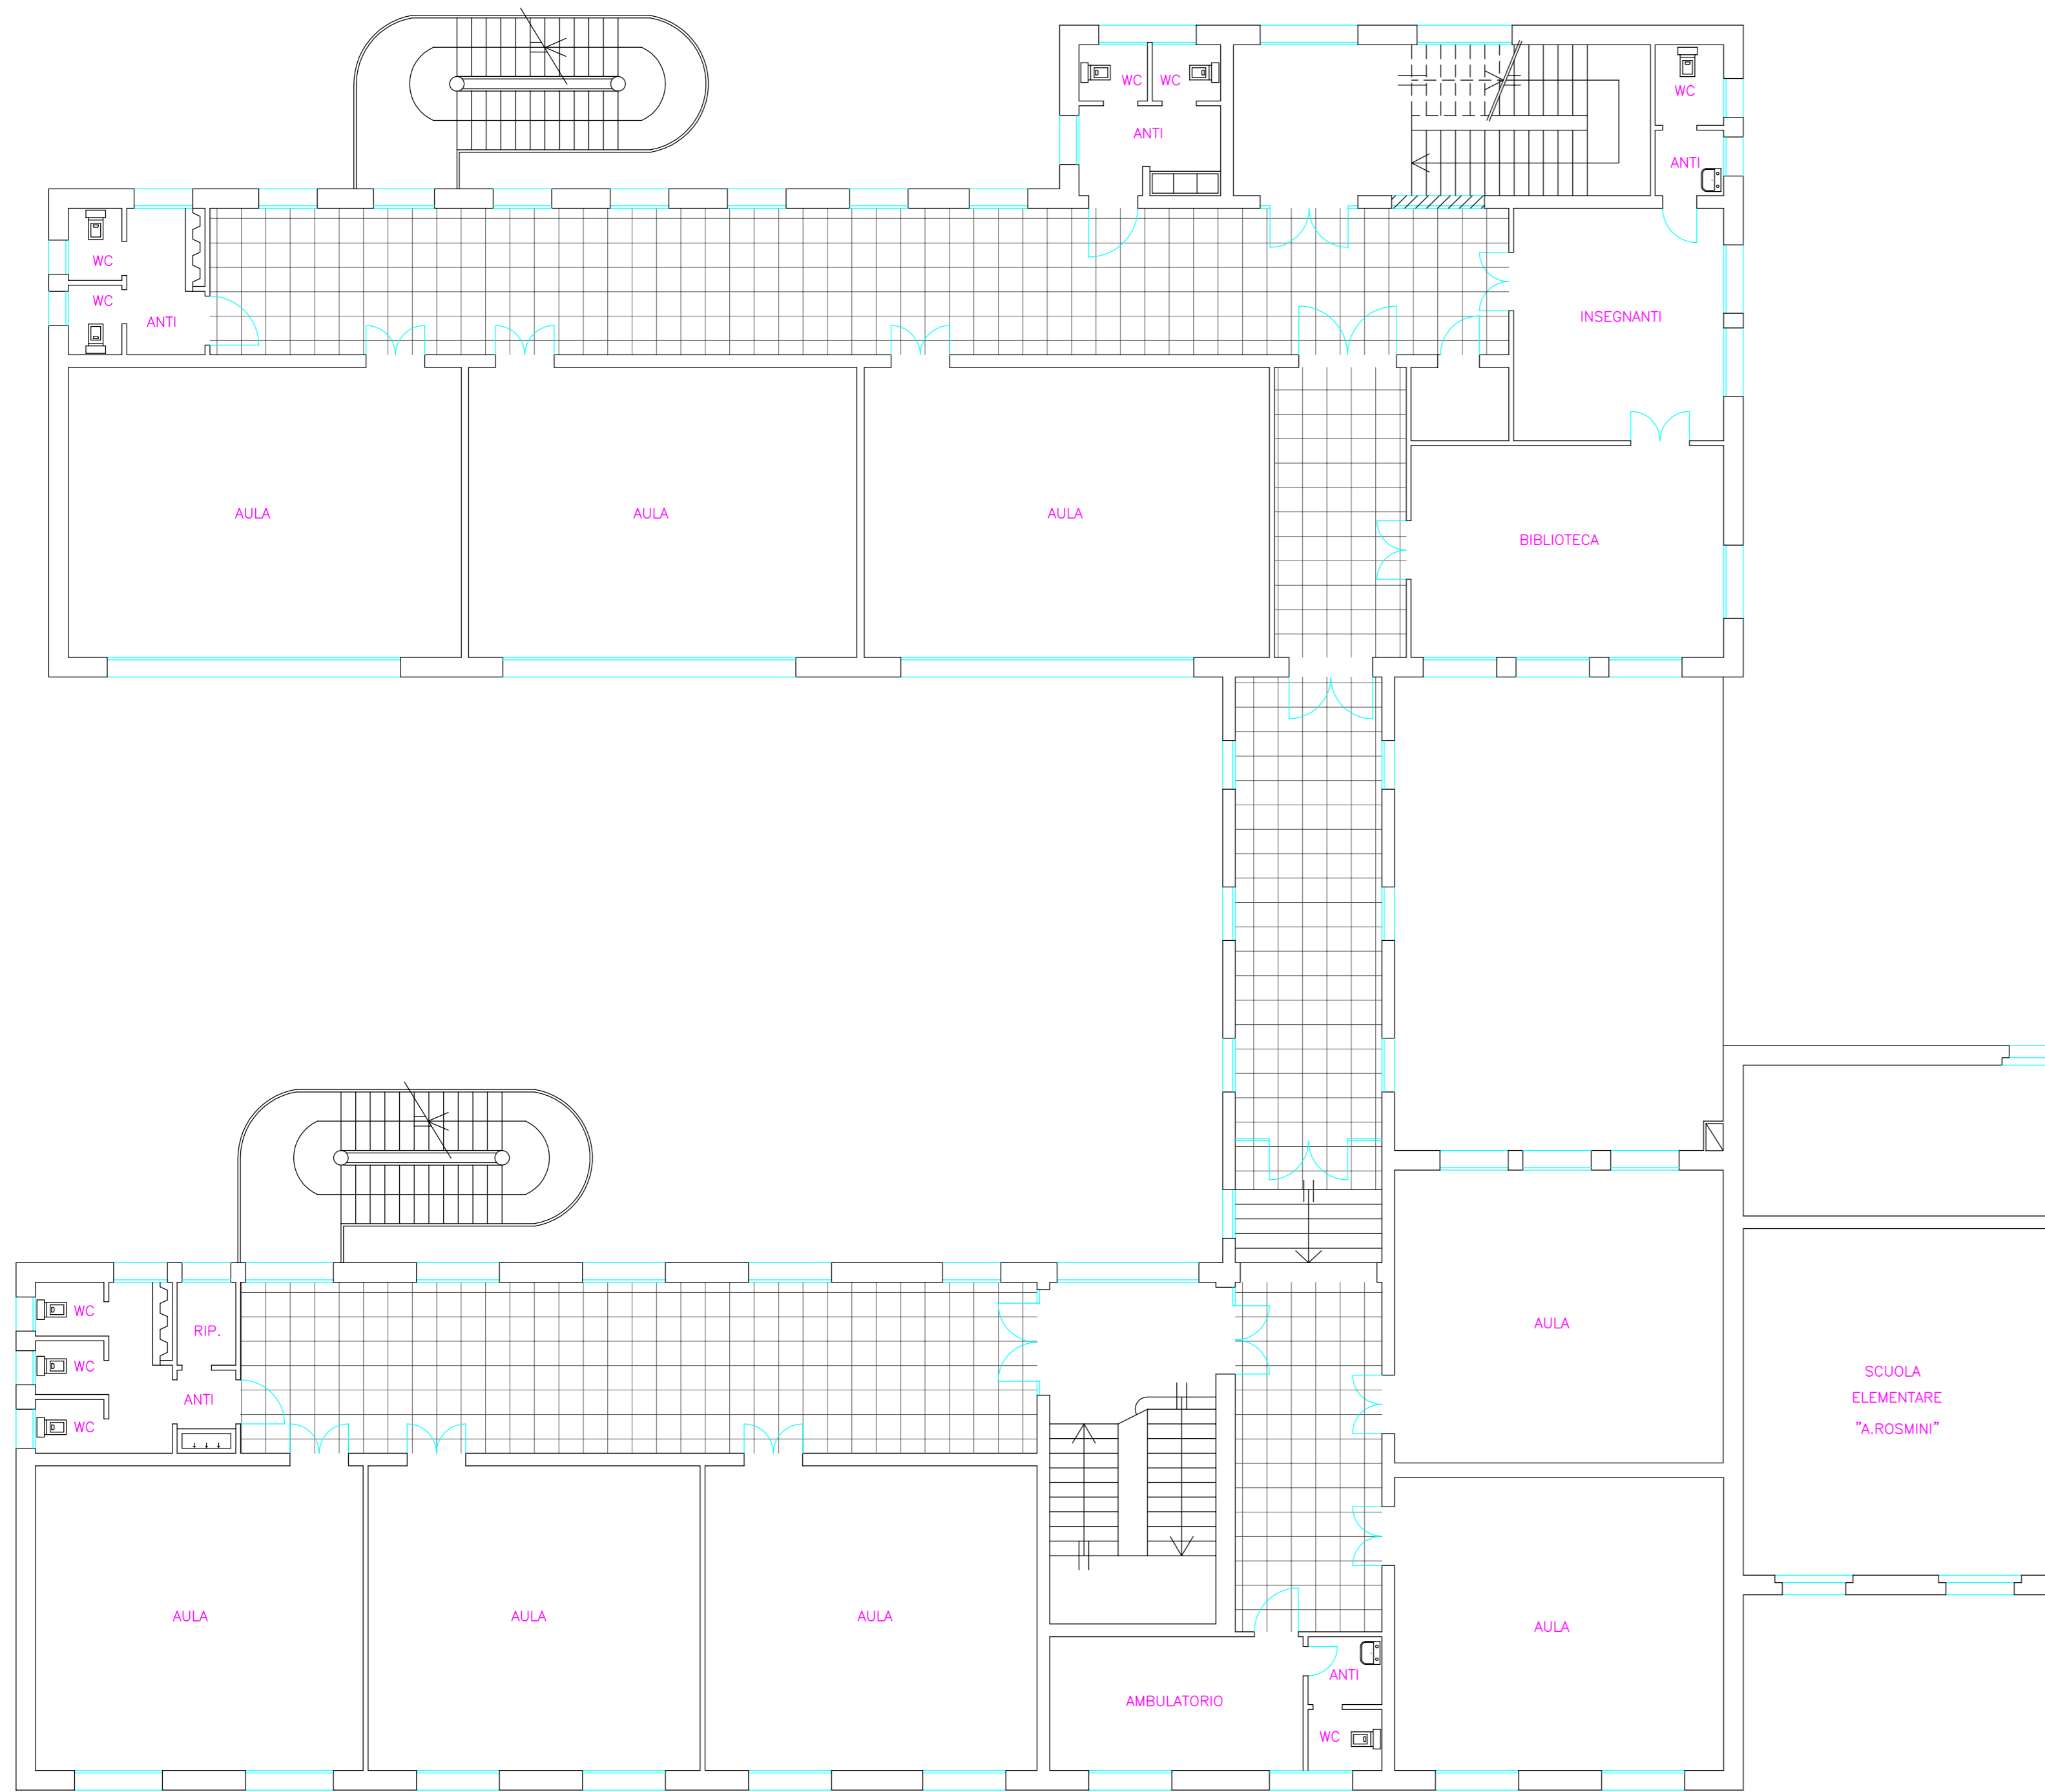 WC
WC
WC
ANTI
ANTI
WC
WC
ANTI
INSEGNANTI
AULA
AULA
AULA
BIBLIOTECA
WC
RIP.
AULA
WC
SCUOLA
ELEMENTARE
"A.ROSMINI"
ANTI
WC
AULA
AULA
AULA
AULA
ANTI
AMBULATORIO
WC